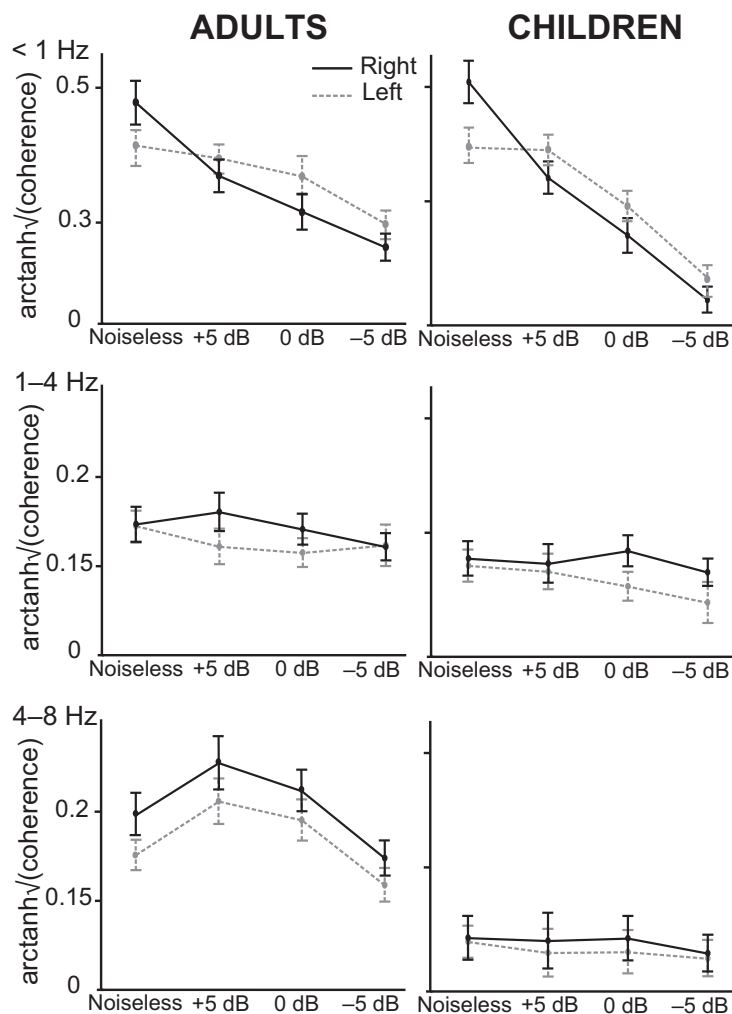 ADULTS CHILDREN
< 1 Hz
Right
Left
arctanh√(coherence)
0.5
0.3
0
Noiseless +5 dB 0 dB –5 dB
Noiseless +5 dB 0 dB –5 dB
1–4 Hz
arctanh√(coherence)
0.2
0.15
0
Noiseless +5 dB 0 dB –5 dB
Noiseless +5 dB 0 dB –5 dB
4–8 Hz
arctanh√(coherence)
0.2
0.15
0
Noiseless +5 dB 0 dB –5 dB
Noiseless +5 dB 0 dB –5 dB